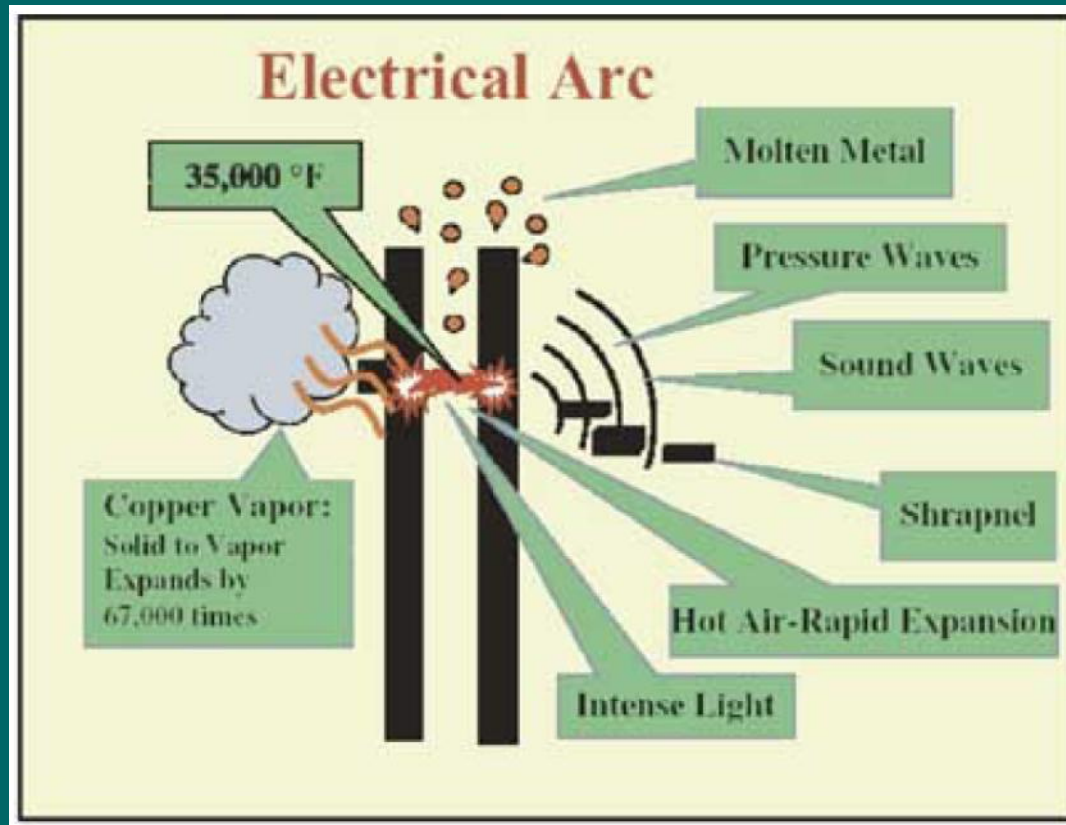 Electrical Arc
35,000 °F
Molten Metal
Pressure Waves
Sound Waves
Copper Vapor:
Solid to Vapor
Expands by
67,000 times
Shrapnel
Hot Air-Rapid Expansion
Intense Light